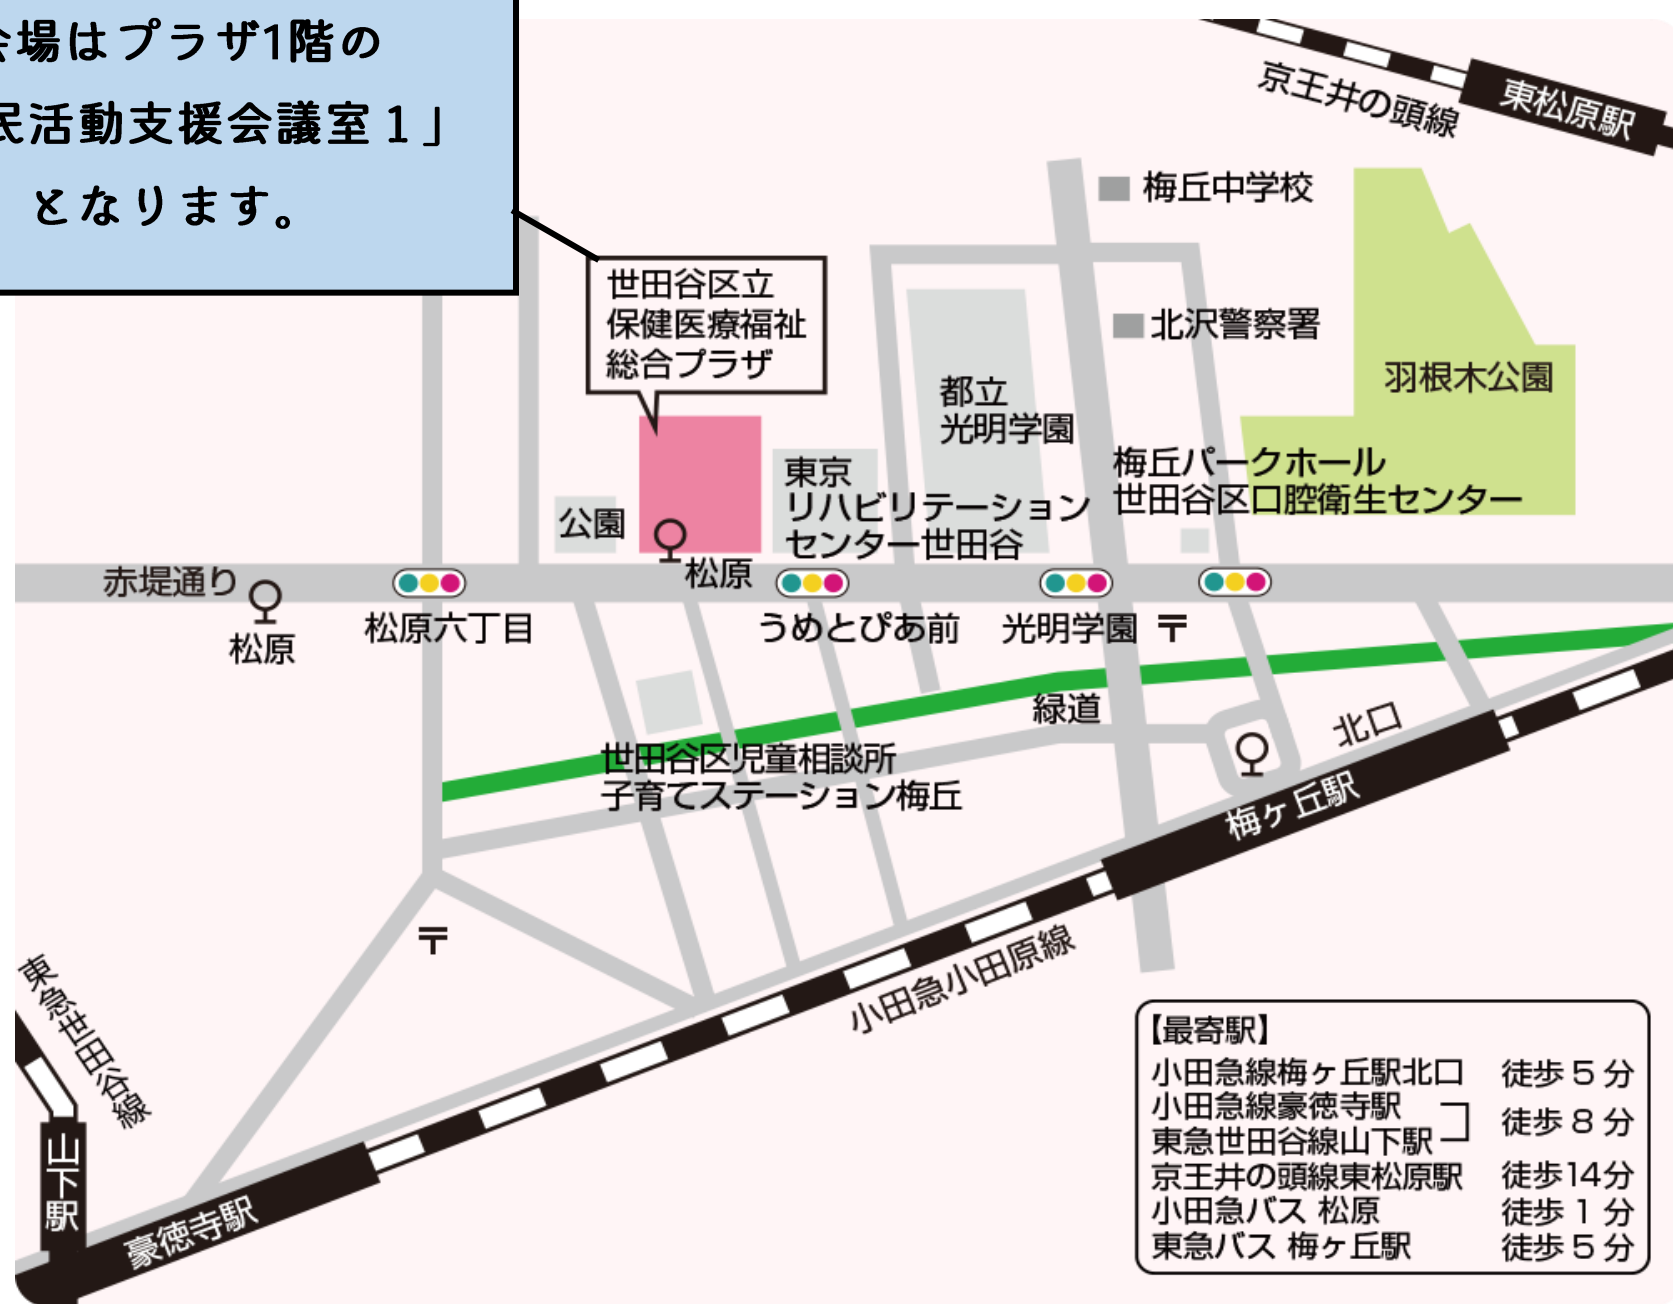 場はプラザ1階の
民活動支援会議室１」
となります。
京王井の頭線
東松原駅
梅丘中学校
世田谷区立
保健医療福祉
総合プラザ
北沢警察署
羽根木公園
都立
光明学園
梅丘パークホール
世田谷区口腔衛生センター
東京
リハビリテーション
センター世田谷
公園
松原
赤堤通り
松原
松原六丁目
うめとぴあ前
光明学園
〒
緑道
北口
世田谷区児童相談所
子育てステーション梅丘
梅ヶ丘駅
〒
小田急小田原線
東急世田谷線
山下駅
豪徳寺駅
【最寄駅】
小田急線梅ヶ丘駅北口 徒歩 5 分
小田急線豪徳寺駅
東急世田谷線山下駅 徒歩 8 分
京王井の頭線東松原駅 徒歩14分
小田急バス 松原 徒歩 1 分
東急バス 梅ヶ丘駅 徒歩 5 分